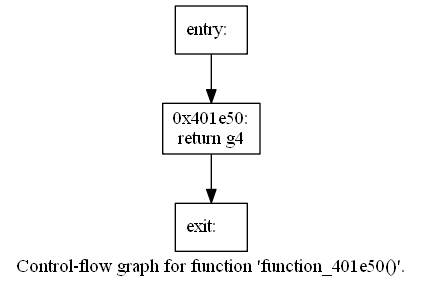 entry:
0x401e50:
return g4
exit:
Control-flow graph for function 'function_401e50()'.